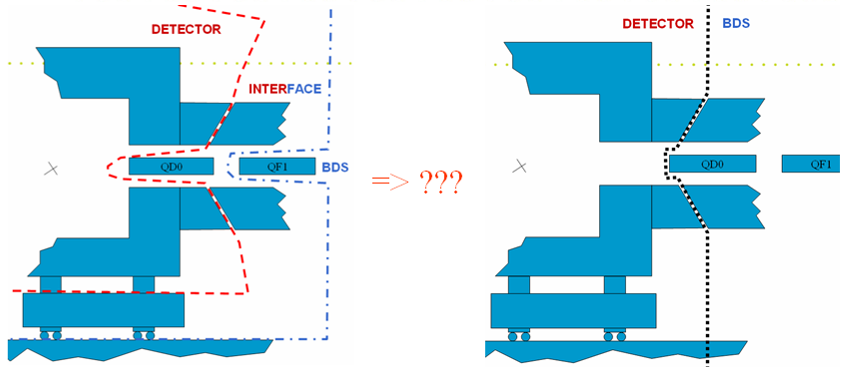 DETECTOR
INTERFACE
QD0
QF1
BDS
=> ???
DETECTOR
BDS
QD0
QF1